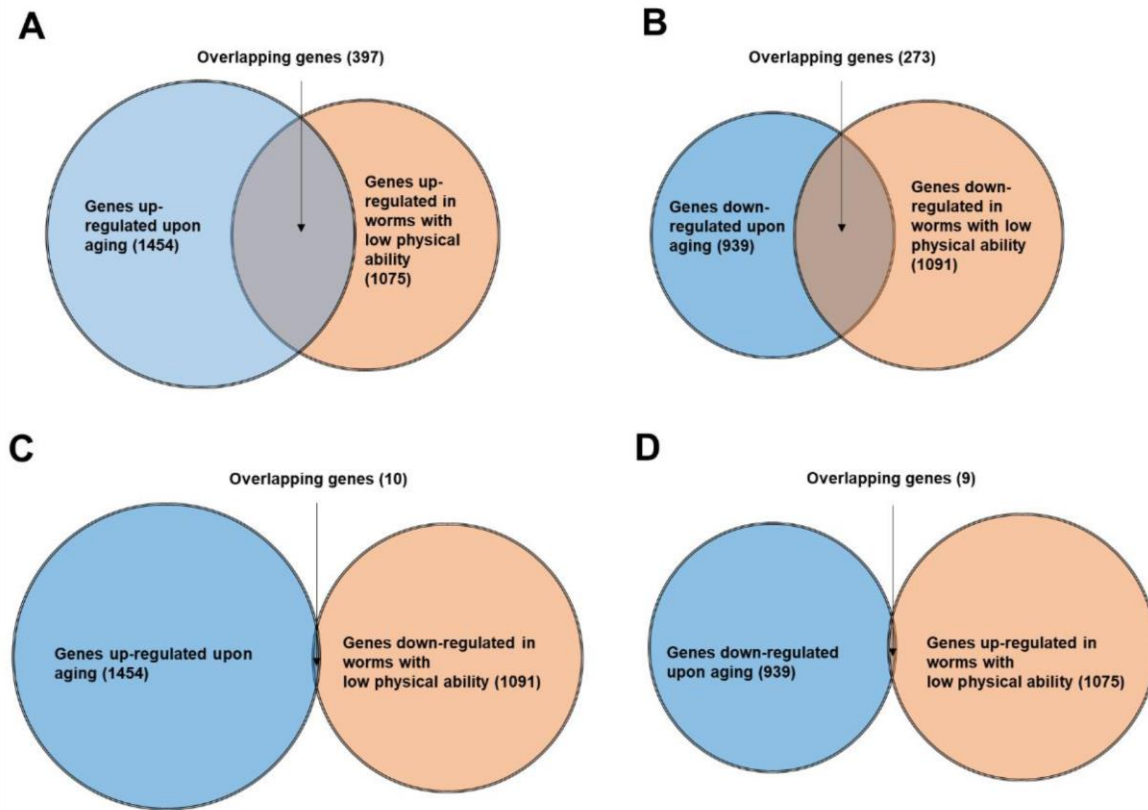 A
Overlapping genes (397)
Genes up-
regulated upon
aging (1454)
Genes up-
regulated in
worms with
low physical
ability
(1075)
B
Overlapping genes (273)
Genes down-
regulated upon
aging (939)
Genes down-
regulated in
worms with low
physical ability
(1091)
C
Overlapping genes (10)
Genes up-regulated upon
aging (1454)
Genes down-regulated in
worms with
low physical ability (1091)
D
Overlapping genes (9)
Genes down-regulated
upon aging (939)
Genes up-regulated in
worms with
low physical ability (1075)